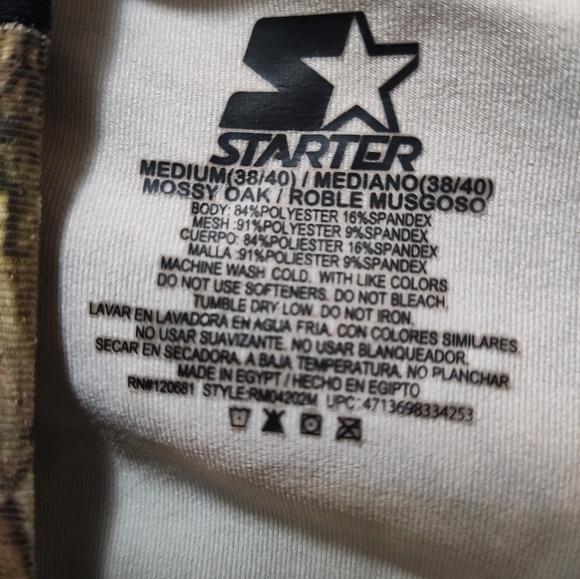 STARTER
MEDIUM(38/40) / MEDIANO(38/40)
MOSSY OAK / ROBLE MUSGOSO
BODY: 84%POLYESTER 16%SPANDEX
MESH :91%POLYESTER 9%SPANDEX
CUERPO: 84%POLIESTER 16%SPANDEX
MALLA :91%POLIESTER 9%SPANDEX
MACHINE WASH COLD. WITH LIKE COLORS
DO NOT USE SOFTENERS. DO NOT BLEACH.
TUMBLE DRY LOW. DO NOT IRON.
LAVAR EN LAVADORA EN AGUA FRIA. CON COLORES SIMILARES.
NO USAR SUAVIZANTE. NO USAR BLANQUEADOR.
SECAR EN SECADORA. A BAJA TEMPERATURA. NO PLANCHAR
MADE IN EGYPT / HECHO EN EGIPTO
RN#120681 STYLE:RM04202M UPC: 4713698334253